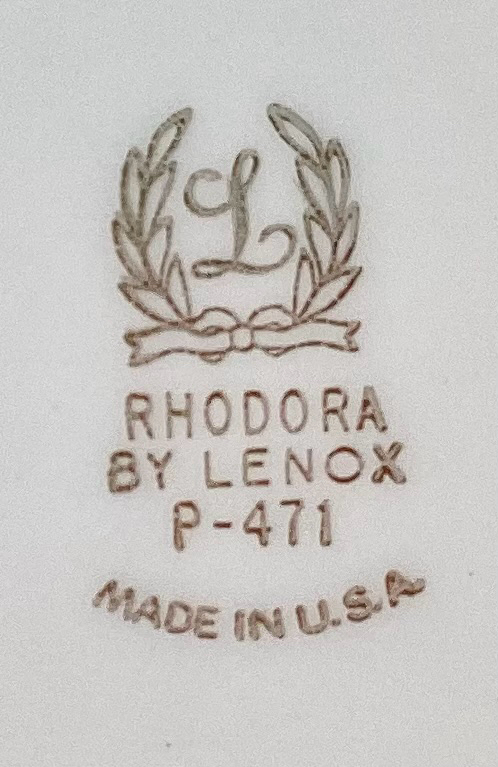 L
RHODORA
BY LENOX
P-471
MADE IN U.S.A.